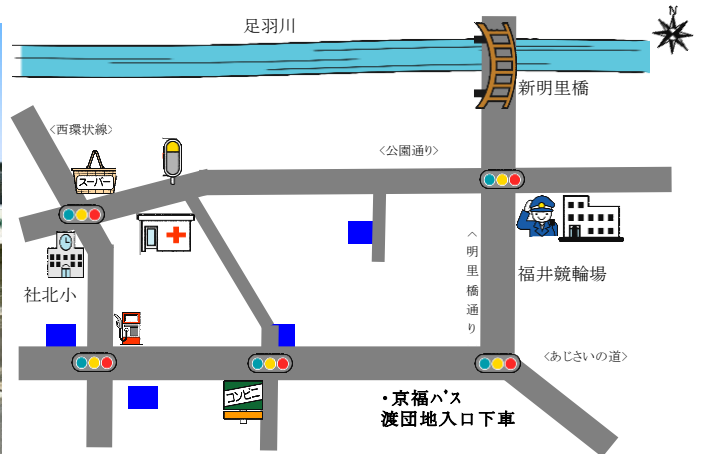 N
足羽川
新明里橋
<西環状線>
<公園通り>
スーパー
<明里橋通り
福井競輪場
社北小
<あじさいの道>
コンビニ
・京福バス
渡団地入口下車